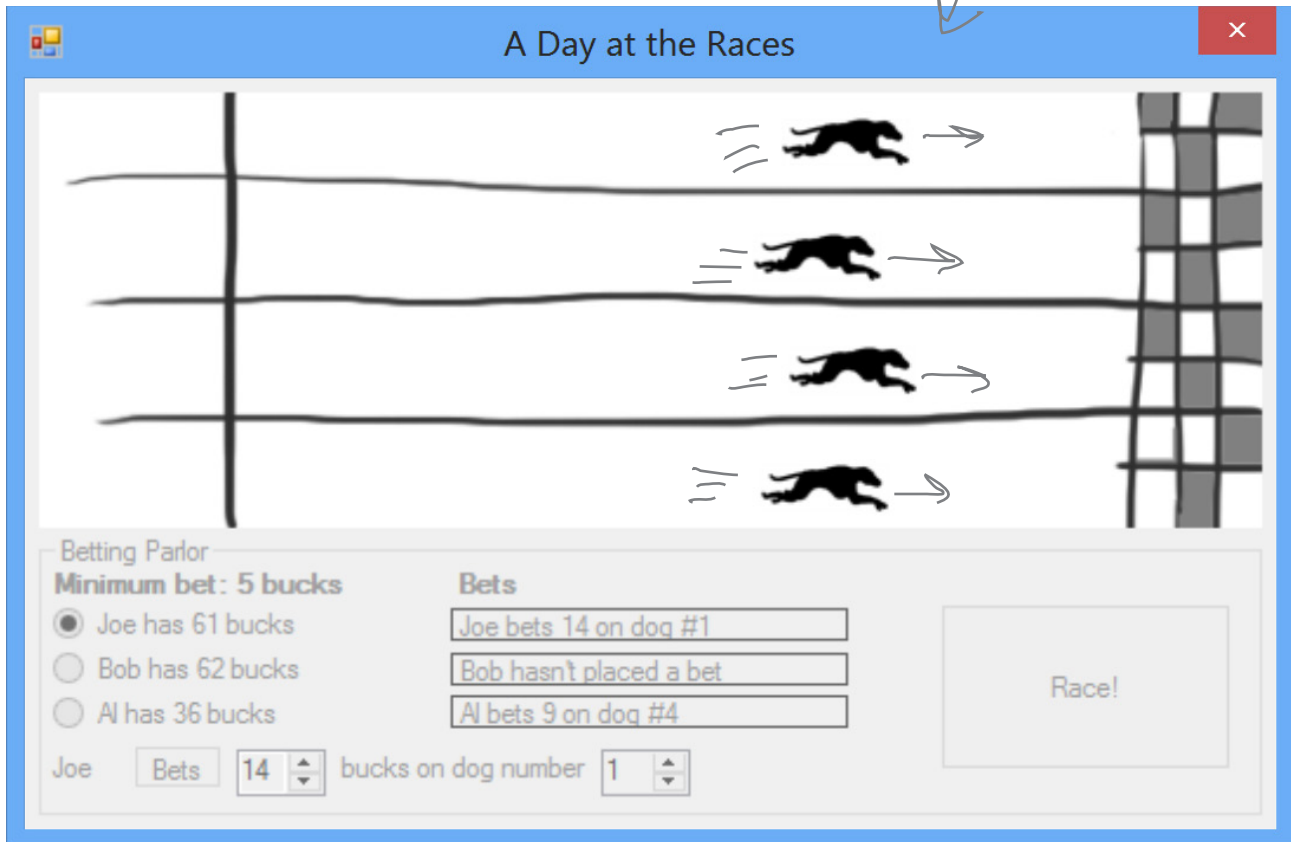 A Day at the Races
Betting Parlor
Minimum bet: 5 bucks Bets
Joe has 61 bucks Joe bets 14 on dog #1
Bob has 62 bucks Bob hasn't placed a bet
Al has 36 bucks Al bets 9 on dog #4
Race!
Joe Bets 14 bucks on dog number 1